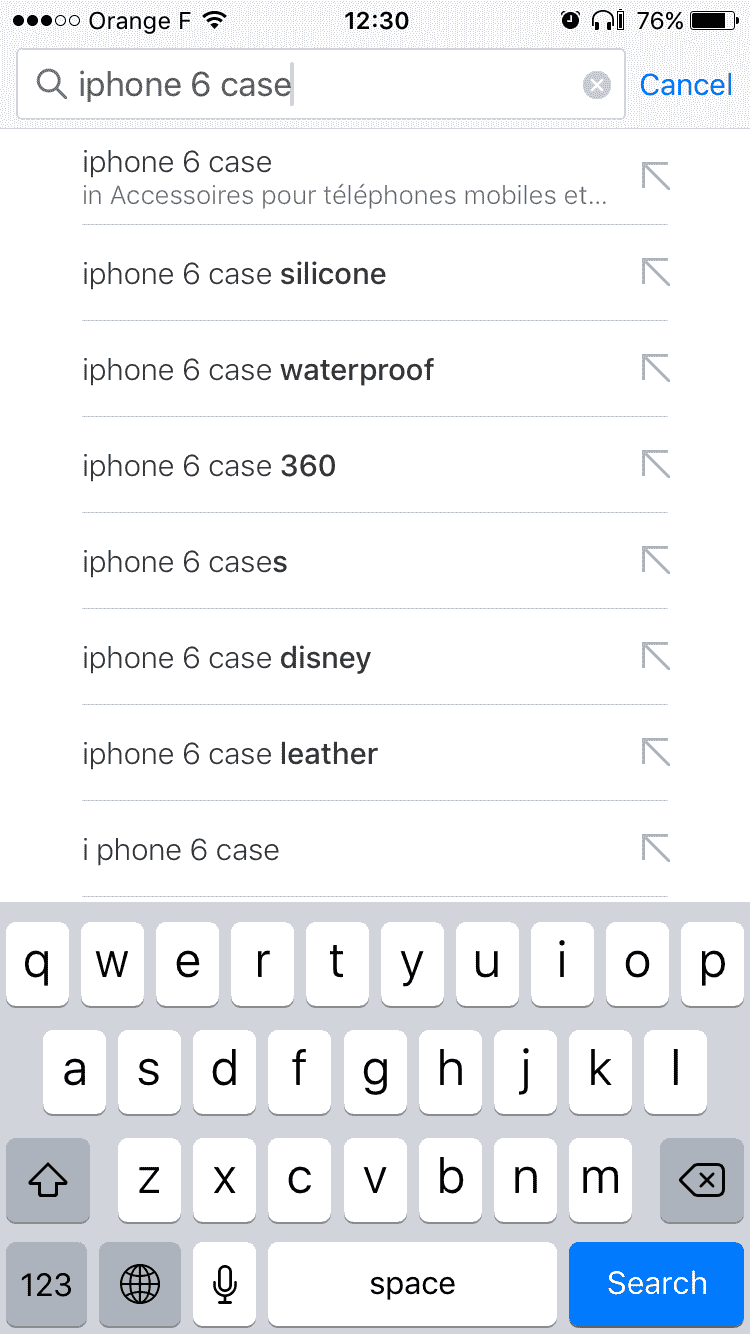 Orange F 12:30 76%
iphone 6 case Cancel
iphone 6 case
in Accessoires pour téléphones mobiles et...
iphone 6 case silicone
iphone 6 case waterproof
iphone 6 case 360
iphone 6 cases
iphone 6 case disney
iphone 6 case leather
i phone 6 case
q w e r t y u i o p
a s d f g h j k l
z x c v b n m
123 space Search